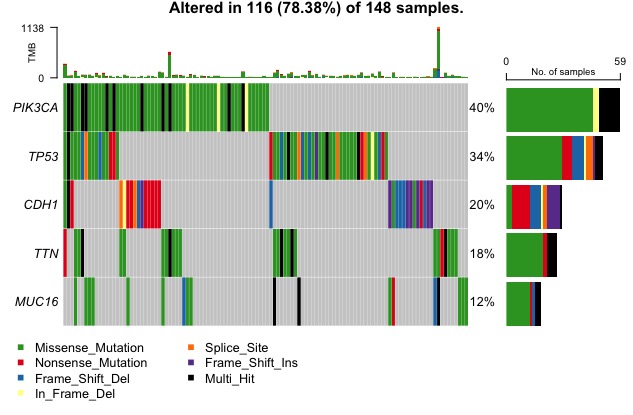 Altered in 116 (78.38%) of 148 samples.
1138
TMB
0
0 59
No. of samples
PIK3CA 40%
TP53 34%
CDH1 20%
TTN 18%
MUC16 12%
Missense_Mutation Splice_Site
Nonsense_Mutation Frame_Shift_Ins
Frame_Shift_Del Multi_Hit
In_Frame_Del